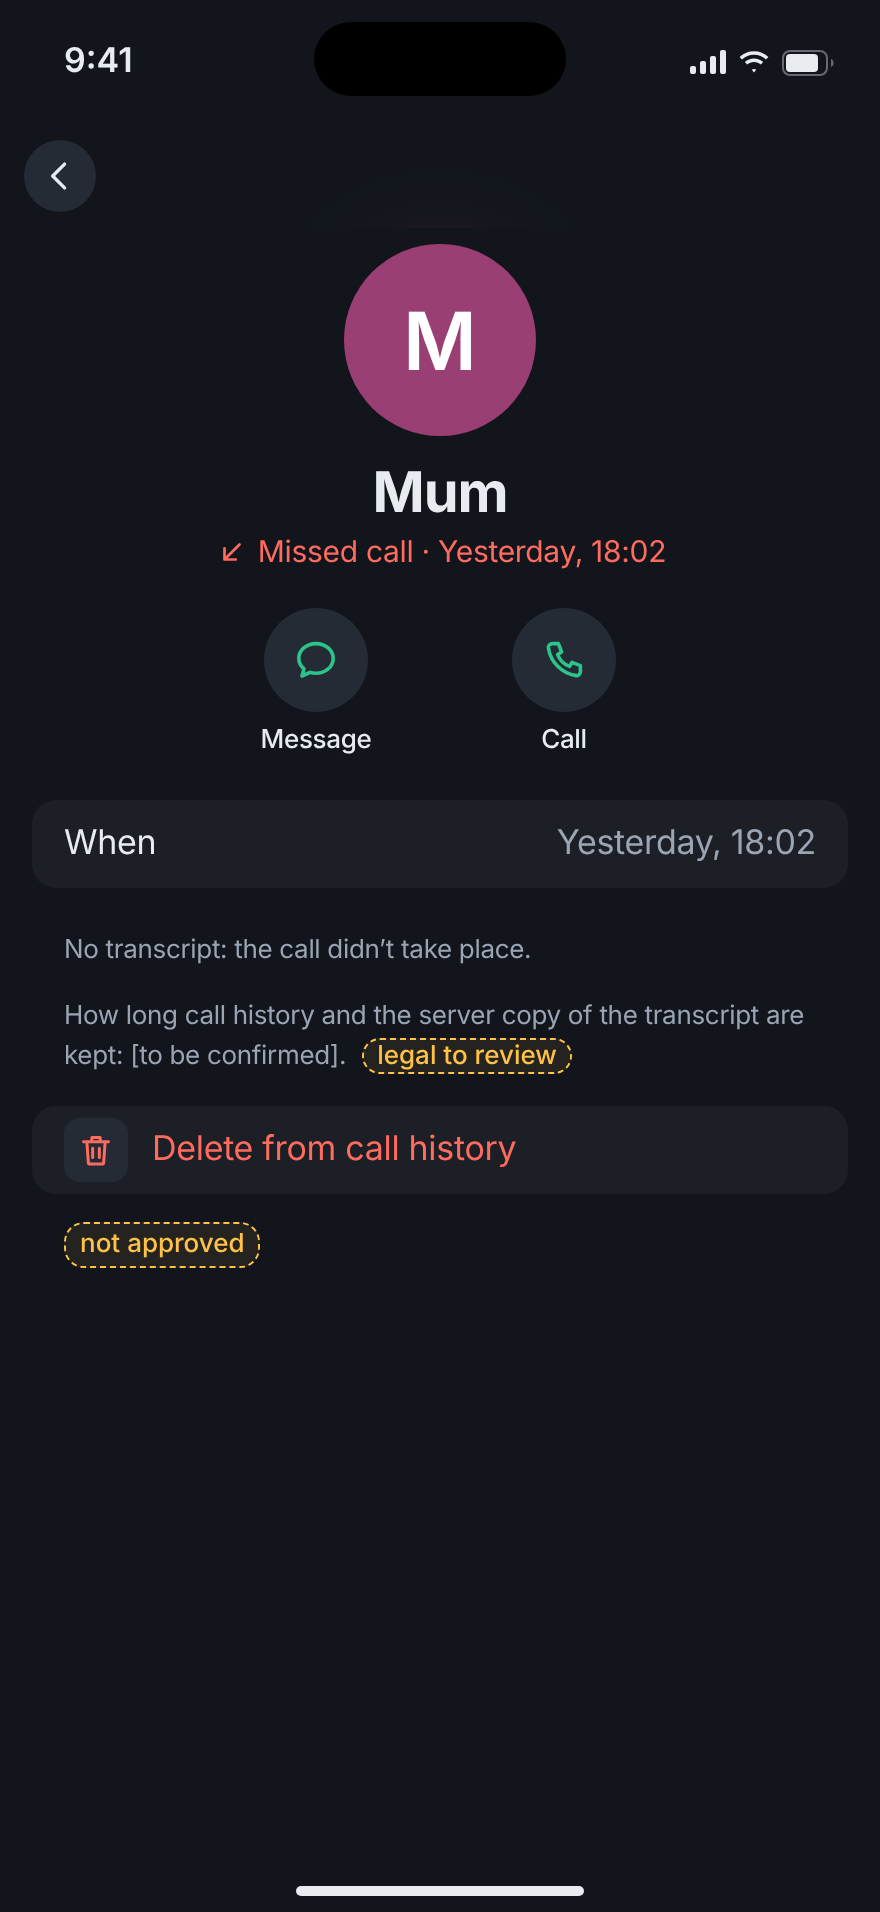 9:41
M
Mum
Missed call · Yesterday, 18:02
Message
Call
When
Yesterday, 18:02
No transcript: the call didn’t take place.
How long call history and the server copy of the transcript are
kept: [to be confirmed]. legal to review
Delete from call history
not approved